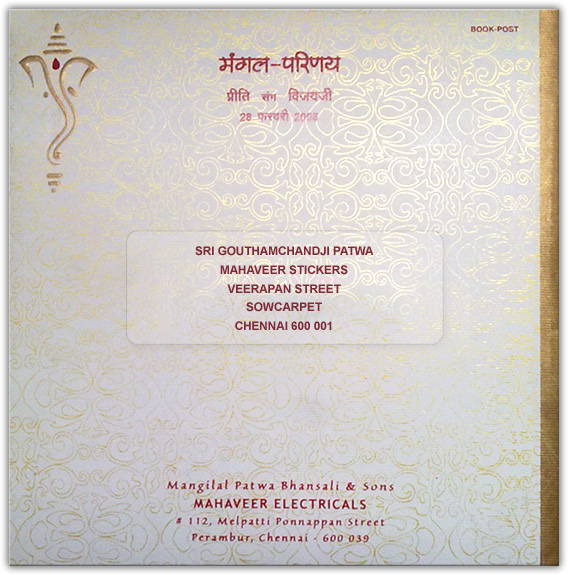 BOOK-POST
मंगल-परिणय
प्रीति संग विजयजी
28 फरवरी
SRI GOUTHAMCHANDJI PATWA
MAHAVEER STICKERS
VEERAPAN STREET
SOWCARPET
CHENNAI 600 001
Mangilal Patwa Bhansali & Sons
MAHAVEER ELECTRICALS
# 112, Melpatti Ponnappan Street
Perambur, Chennai - 600 039